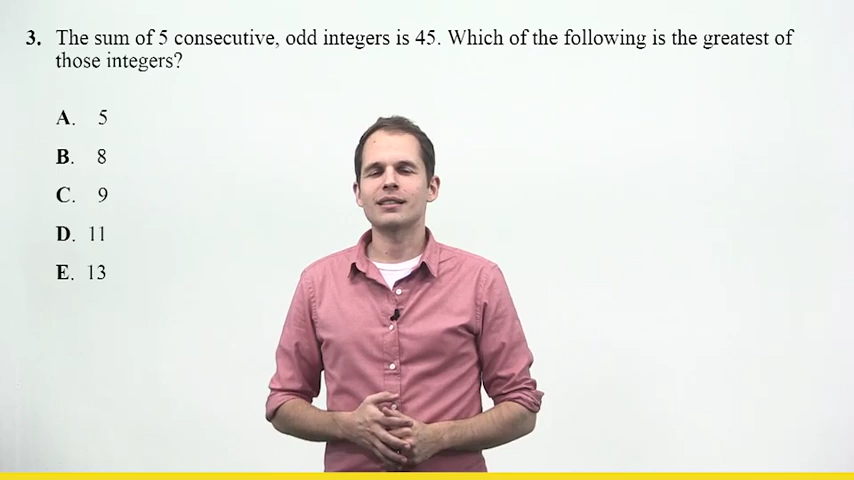 3. The sum of 5 consecutive, odd integers is 45. Which of the following is the greatest of
those integers?
A. 5
B. 8
C. 9
D. 11
E. 13